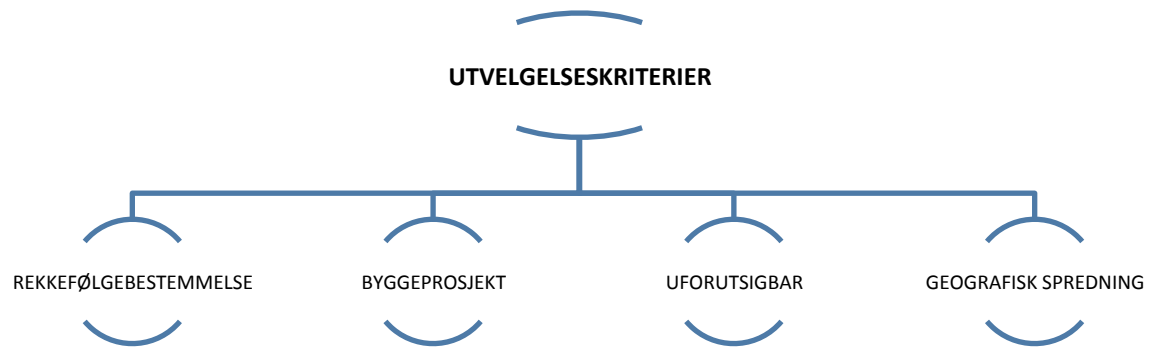 UTVELGELSESKRITERIER
REKKEFØLGEBESTEMMELSE
BYGGEPROSJEKT
UFORUTSIGBAR
GEOGRAFISK SPREDNING